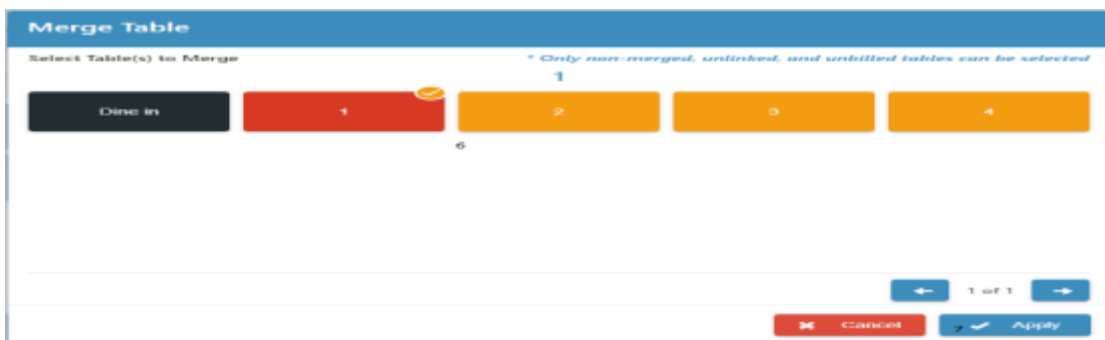 Merge Table
Select Table(s) to Merge * Only non-merged, unlinked, and unbilled tables can be selected
1
Dine in 1 2 3 4
6
1 of 1
Cancel 7 Apply